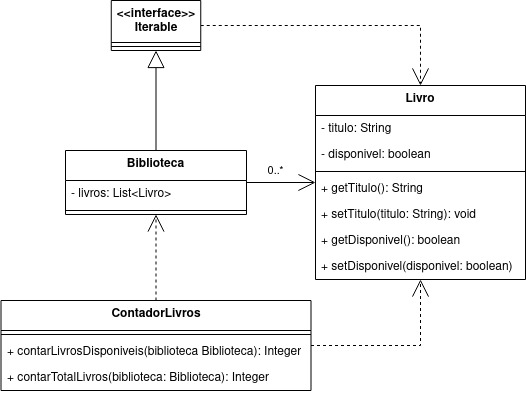 <<interface>>
Iterable
Livro
- titulo: String
- disponivel: boolean
+ getTitulo(): String
+ setTitulo(titulo: String): void
+ getDisponivel(): boolean
+ setDisponivel(disponivel: boolean)
Biblioteca
- livros: List<Livro>
0..*
ContadorLivros
+ contarLivrosDisponiveis(biblioteca Biblioteca): Integer
+ contarTotalLivros(biblioteca: Biblioteca): Integer